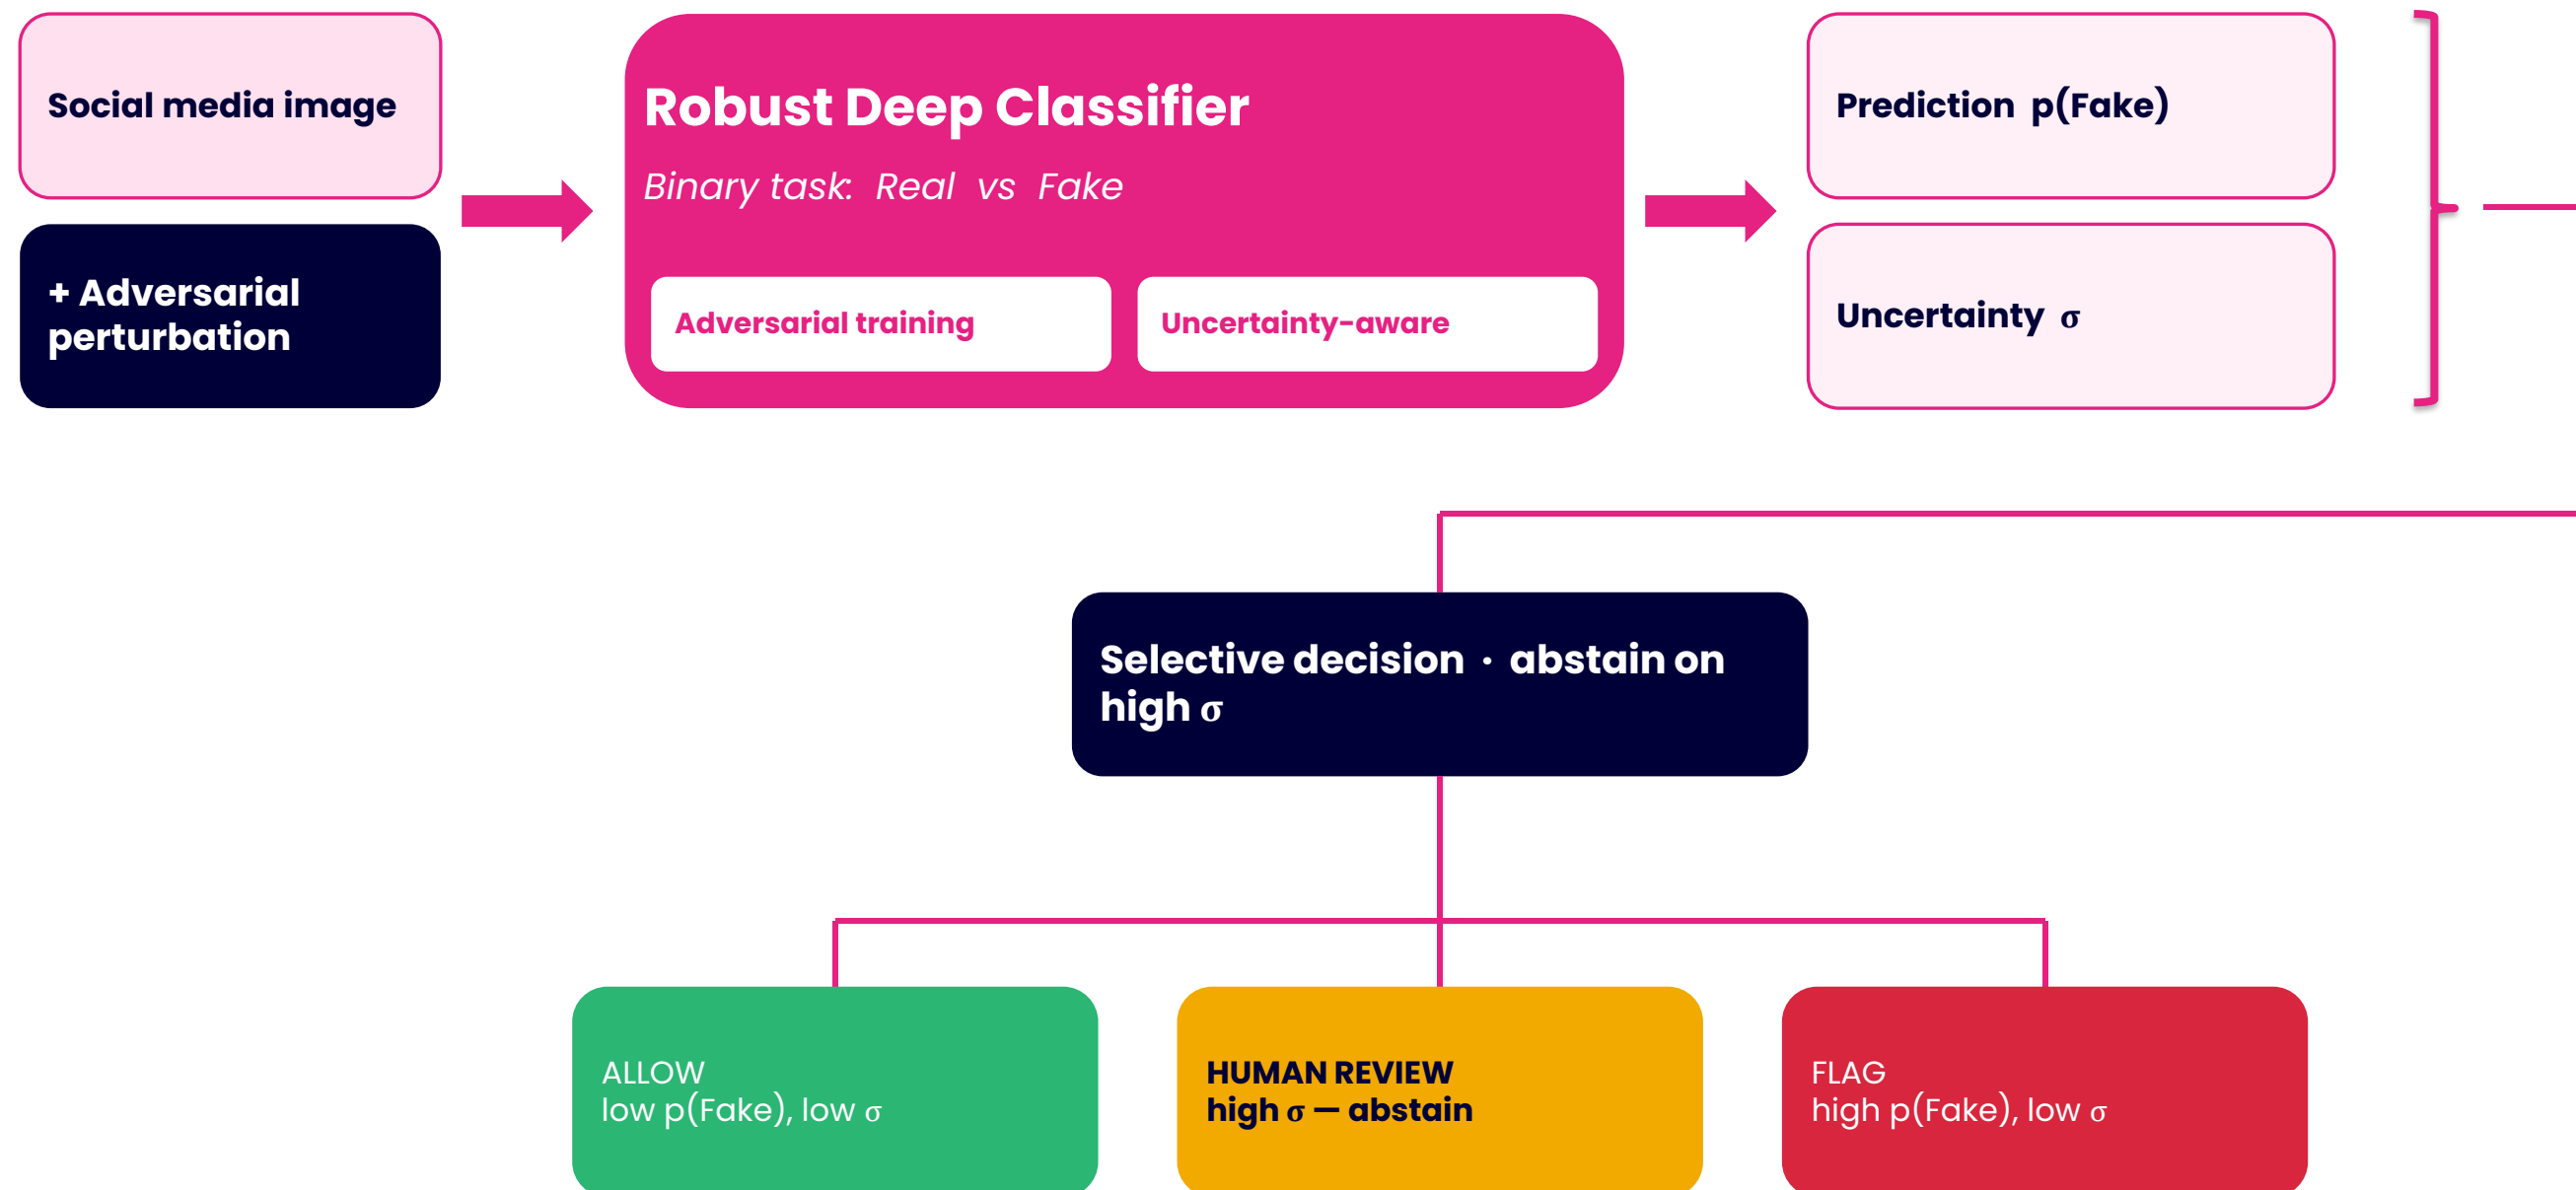 Social media image
+ Adversarial
perturbation
Robust Deep Classifier
Binary task: Real vs Fake
Adversarial training
Uncertainty-aware
Prediction p(Fake)
Uncertainty σ
Selective decision · abstain on
high σ
ALLOW
low p(Fake), low σ
HUMAN REVIEW
high σ — abstain
FLAG
high p(Fake), low σ